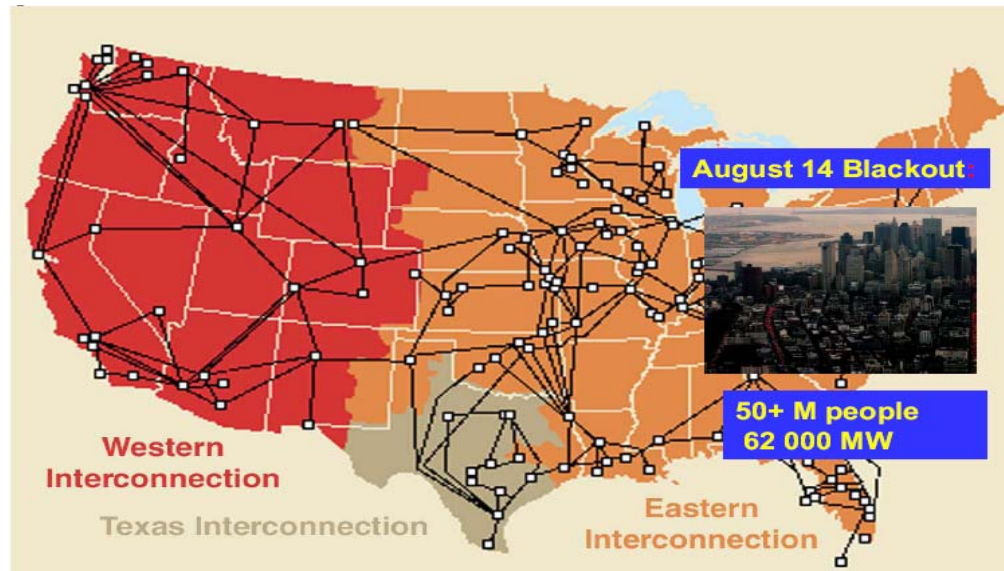 August 14 Blackout:
50+ M people
62 000 MW
Western
Interconnection
Texas Interconnection
Eastern
Interconnection